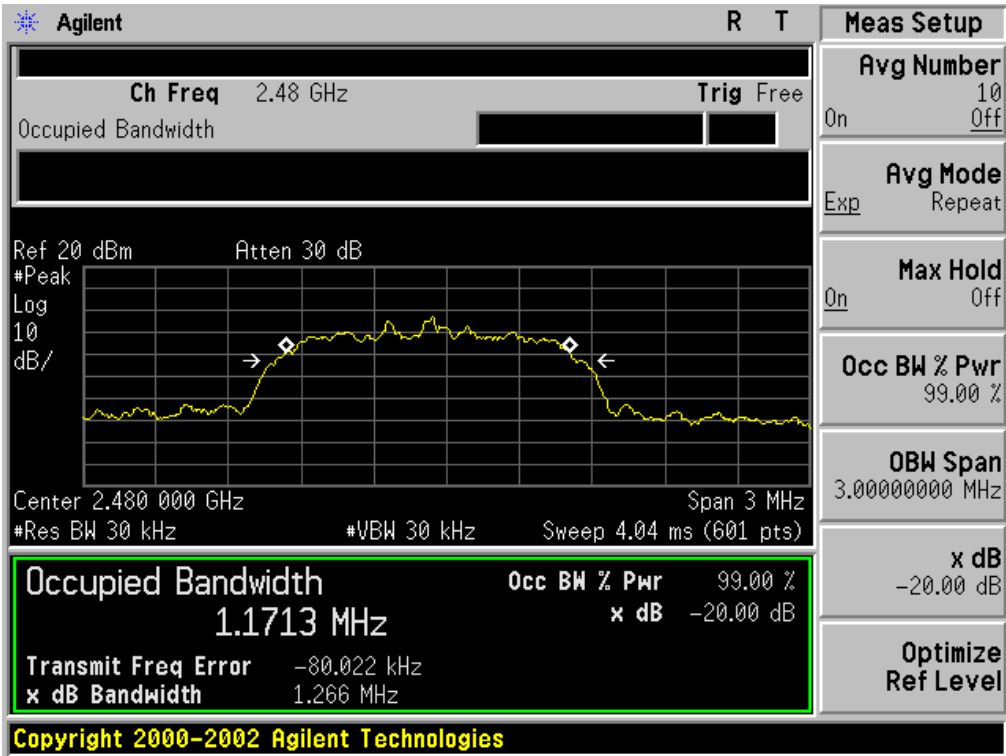 Agilent R T
Ch Freq 2.48 GHz Trig Free
Occupied Bandwidth
Ref 20 dBm Atten 30 dB
#Peak
Log
10
dB/
Center 2.480 000 GHz Span 3 MHz
#Res BW 30 kHz #VBW 30 kHz Sweep 4.04 ms (601 pts)
Occupied Bandwidth Occ BW % Pwr 99.00 %
1.1713 MHz x dB -20.00 dB
Transmit Freq Error -80.022 kHz
x dB Bandwidth 1.266 MHz
Copyright 2000-2002 Agilent Technologies
Meas Setup
Avg Number
10
On Off
Avg Mode
Exp Repeat
Max Hold
On Off
Occ BW % Pwr
99.00 %
OBW Span
3.00000000 MHz
x dB
-20.00 dB
Optimize
Ref Level